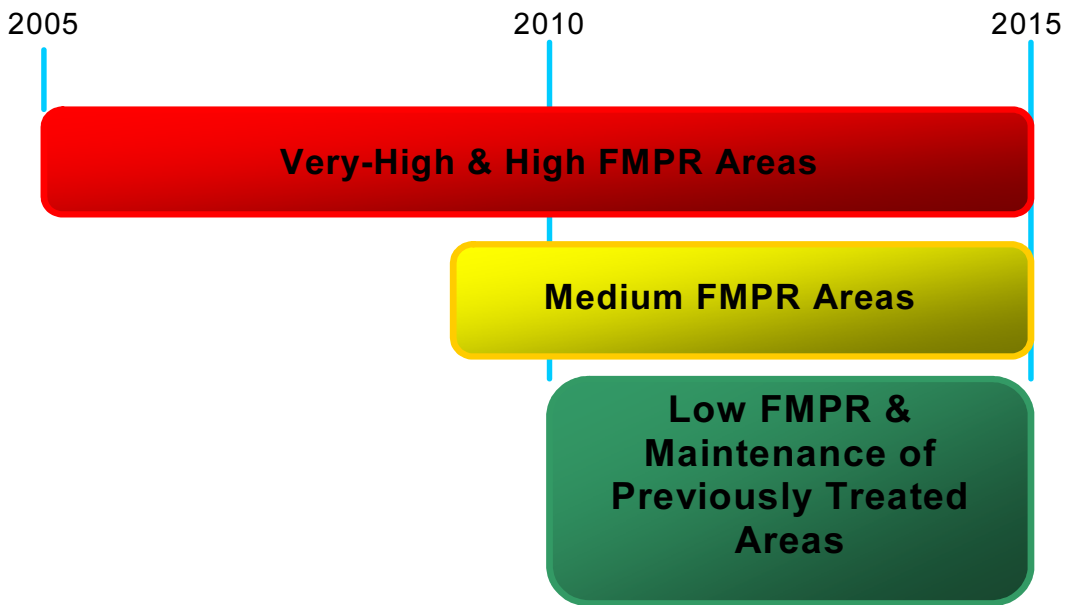 2005 2010 2015
Very-High & High FMPR Areas
Medium FMPR Areas
Low FMPR &
Maintenance of
Previously Treated
Areas